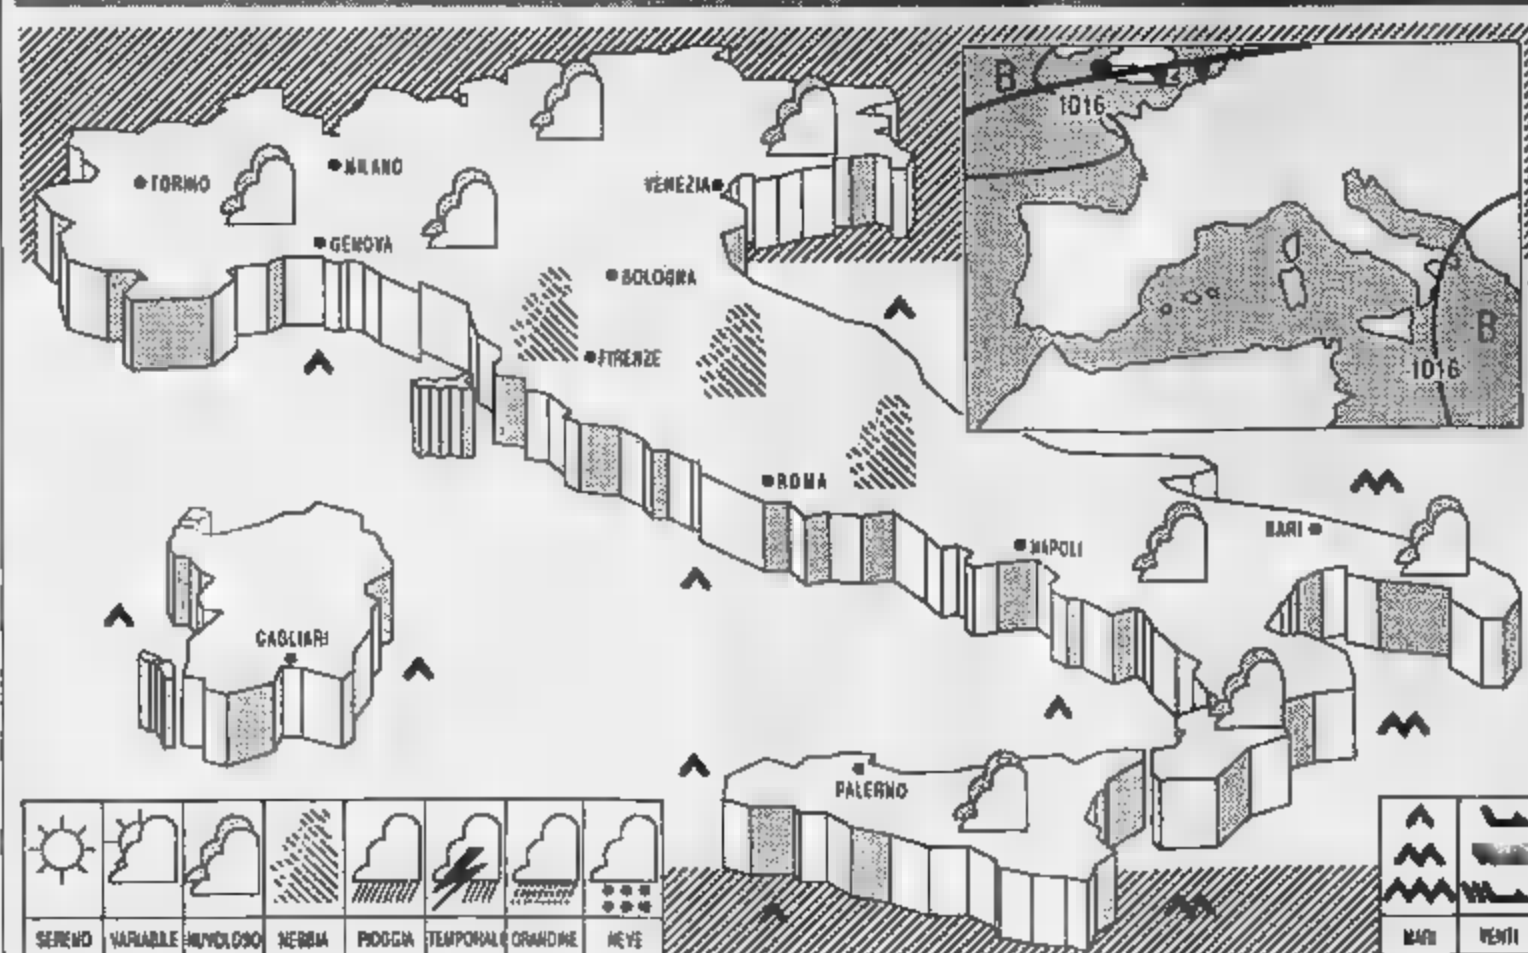 B
1016
TORINO
MILANO
VENEZIA
GENOVA
BOLOGNA
FIRENZE
B
1016
ROMA
BARI
NAPOLI
CAGLIARI
PALERMO
SERENO VARIABILE NUVOLOSO NEBBIA PIOGGIA TEMPORALE GRANDINE NEVE
MARI VENTI